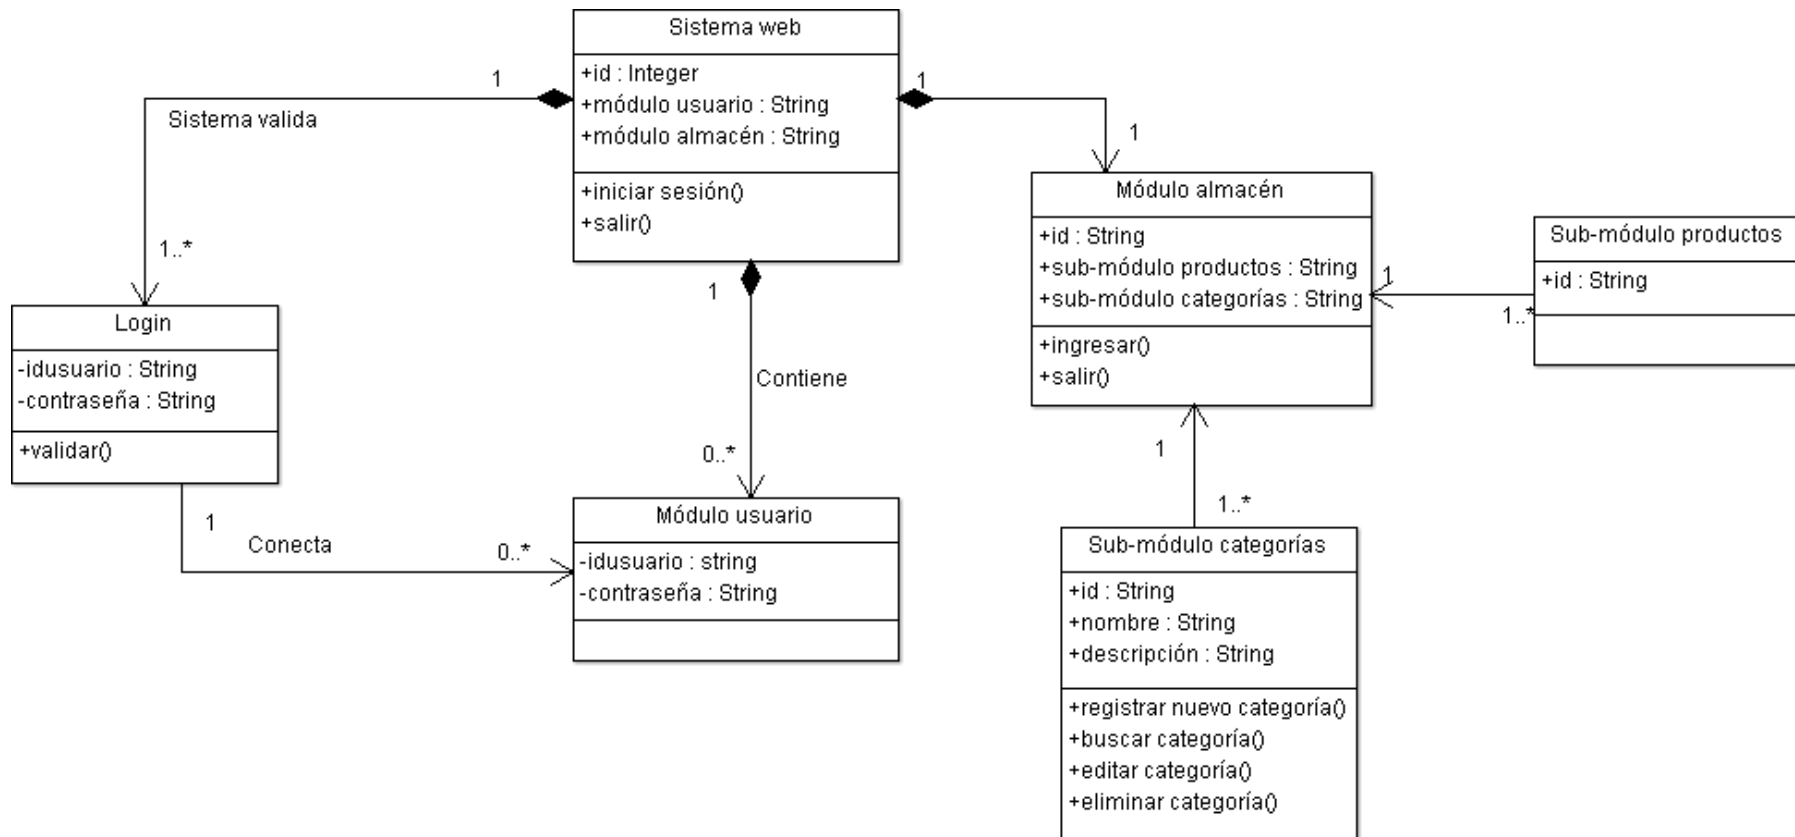 Sistema web
+id : Integer
+módulo usuario : String
+módulo almacén : String
+iniciar sesión()
+salir()
1
Sistema valida
1..*
1
1
1
Contiene
0..*
Login
-idusuario : String
-contraseña : String
+validar()
1
Conecta
0..*
Módulo usuario
-idusuario : string
-contraseña : String
Módulo almacén
+id : String
+sub-módulo productos : String
+sub-módulo categorías : String
+ingresar()
+salir()
1
1..*
Sub-módulo productos
+id : String
1
1..*
Sub-módulo categorías
+id : String
+nombre : String
+descripción : String
+registrar nuevo categoría()
+buscar categoría()
+editar categoría()
+eliminar categoría()